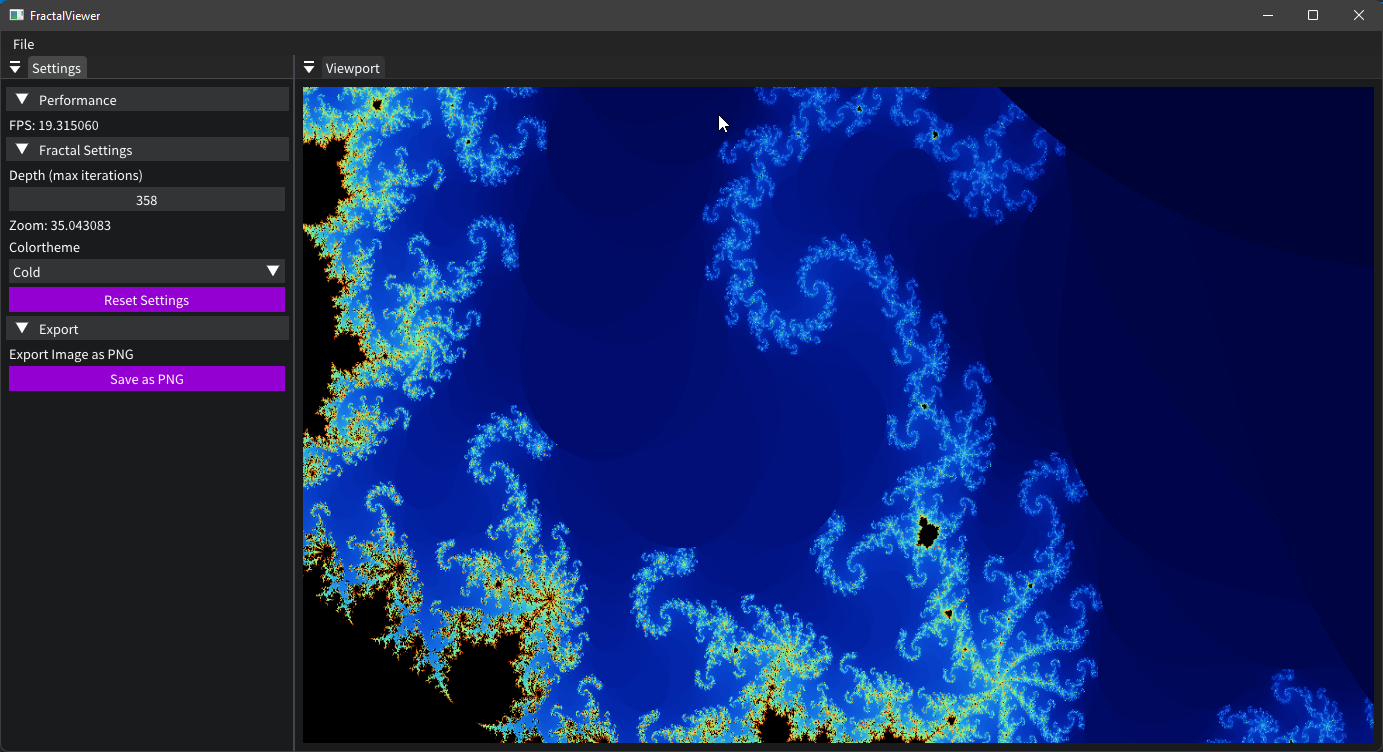 FractalViewer
File
Settings
Viewport
Performance
FPS: 19.315060
Fractal Settings
Depth (max iterations)
358
Zoom: 35.043083
Colortheme
Cold
Reset Settings
Export
Export Image as PNG
Save as PNG